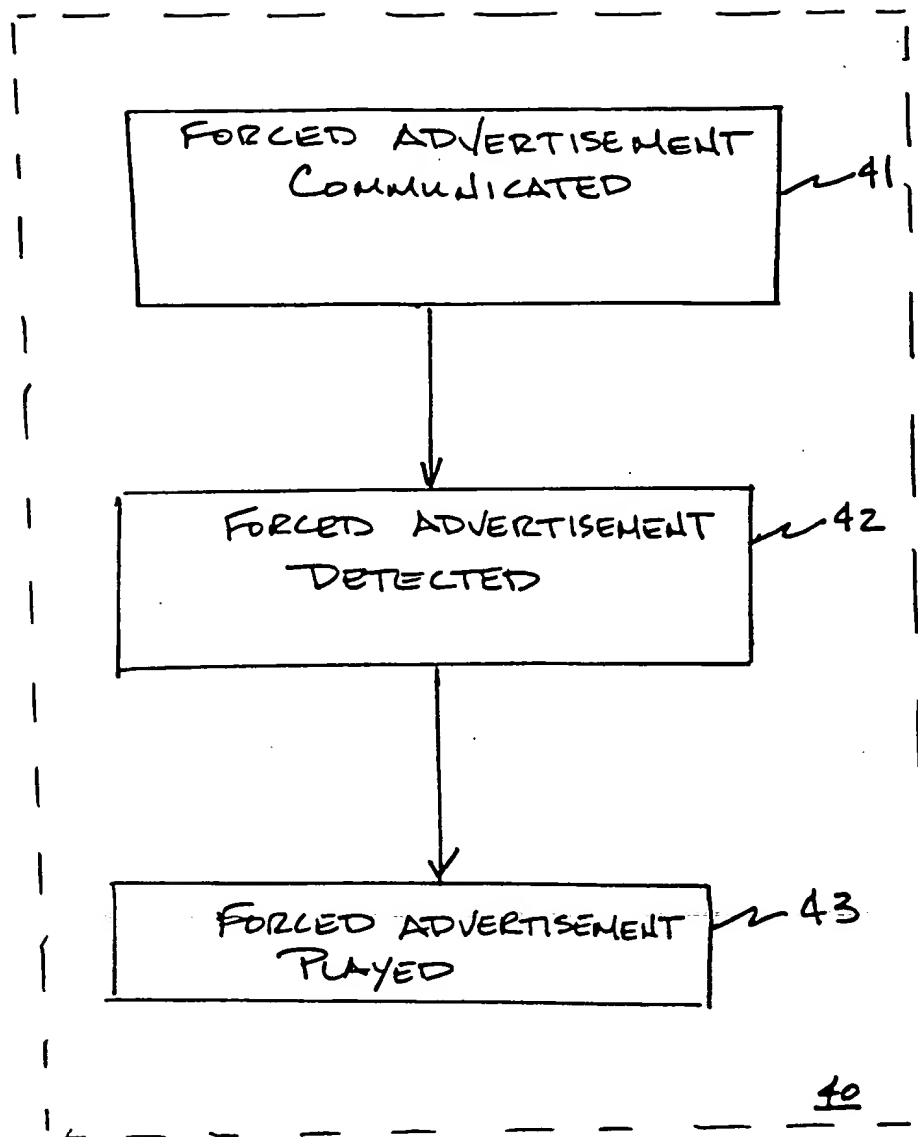 FORCED ADVERTISEMENT
COMMUNICATED
41
FORCED ADVERTISEMENT
DETECTED
42
FORCED ADVERTISEMENT
PLAYED
43
40